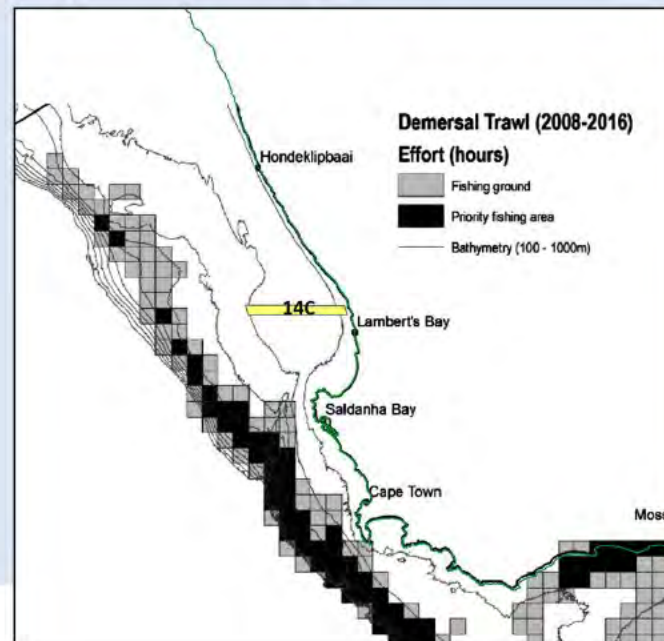 Demersal Trawl (2008-2016)
Effort (hours)
Fishing ground
Priority fishing area
Bathymetry (100 - 1000m)
Hondeklipbaai
14C
Lambert's Bay
Saldanha Bay
Cape Town
Moss